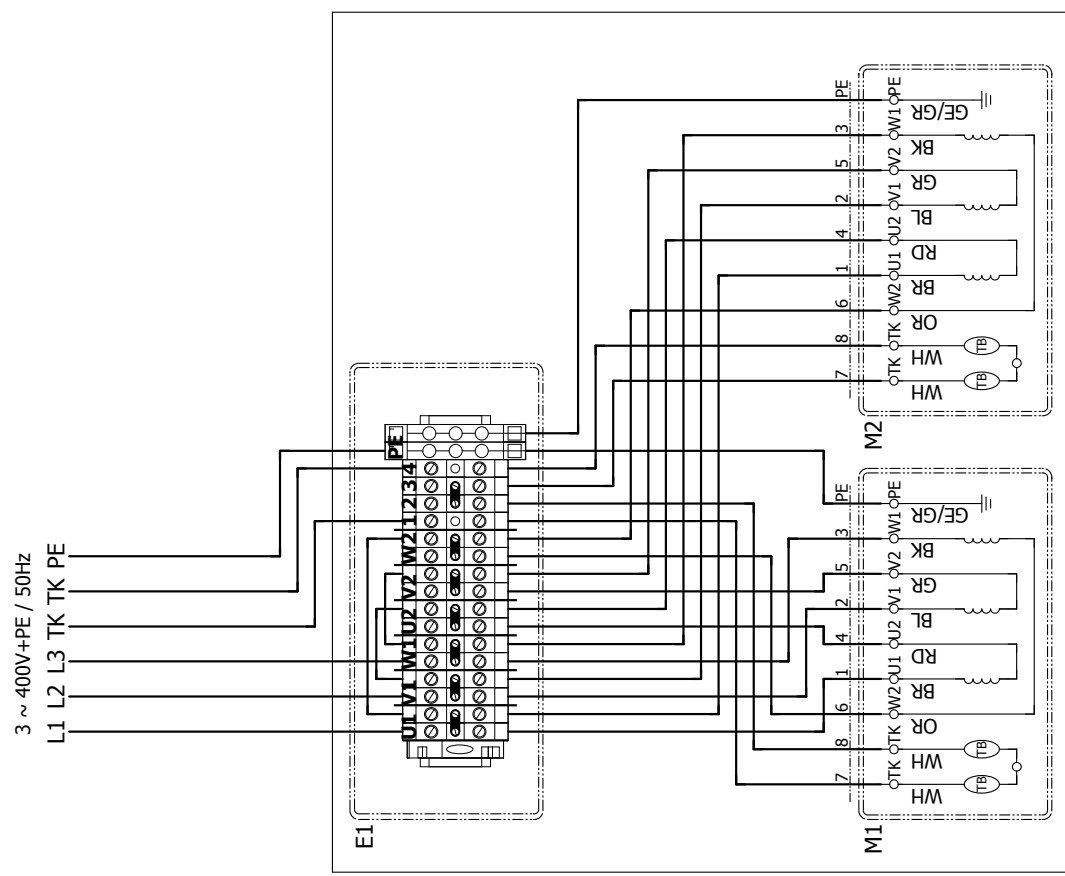 3 ~ 400V+PE / 50Hz
L1 L2 L3 TK TK PE
E1
U1 V1 W1 U2 V2 W2 1 2 3 4 PE
7 8 6 1 4 2 5 3 PE
M1
TK TK W2 U1 U2 V1 V2 W1 PE
WH WH OR BR RD BL GR BK GE/GR
TB TB
7 8 6 1 4 2 5 3 PE
M2
TK TK W2 U1 U2 V1 V2 W1 PE
WH WH OR BR RD BL GR BK GE/GR
TB TB